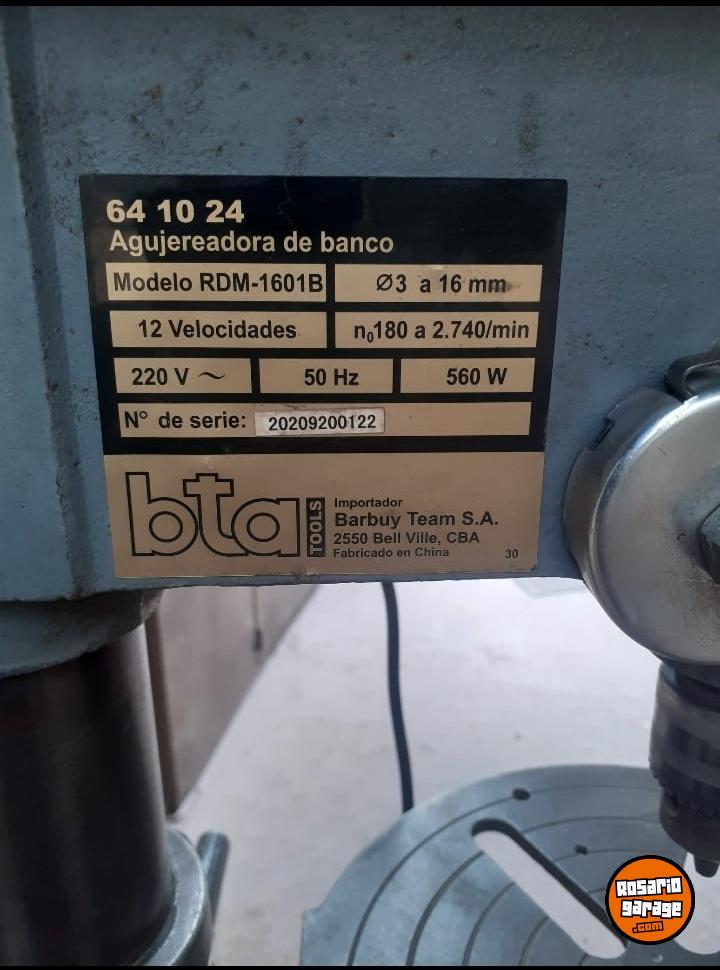 64 10 24
Agujereadora de banco
Modelo RDM-1601B
Ø3 a 16 mm
12 Velocidades
n₀180 a 2.740/min
220 V ~
50 Hz
560 W
N° de serie: 20209200122
bta TOOLS
Importador
Barbuy Team S.A.
2550 Bell Ville, CBA
Fabricado en China
30
ROSARIO
GARAGE
.COM